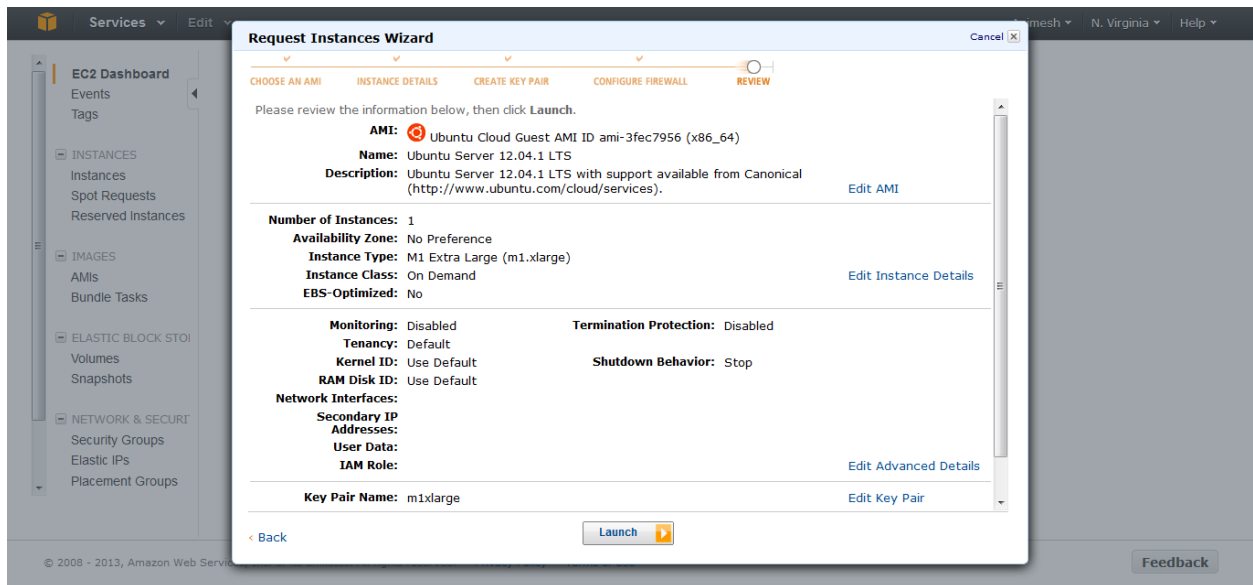 Services Edit
N. Virginia Help
EC2 Dashboard
Events
Tags
INSTANCES
Instances
Spot Requests
Reserved Instances
IMAGES
AMIs
Bundle Tasks
ELASTIC BLOCK STO
Volumes
Snapshots
NETWORK & SECURI
Security Groups
Elastic IPs
Placement Groups
Request Instances Wizard
Cancel
CHOOSE AN AMI INSTANCE DETAILS CREATE KEY PAIR CONFIGURE FIREWALL REVIEW
Please review the information below, then click Launch.
AMI: Ubuntu Cloud Guest AMI ID ami-3fec7956 (x86_64)
Name: Ubuntu Server 12.04.1 LTS
Description: Ubuntu Server 12.04.1 LTS with support available from Canonical
(http://www.ubuntu.com/cloud/services). Edit AMI
Number of Instances: 1
Availability Zone: No Preference
Instance Type: M1 Extra Large (m1.xlarge)
Instance Class: On Demand Edit Instance Details
EBS-Optimized: No
Monitoring: Disabled Termination Protection: Disabled
Tenancy: Default
Kernel ID: Use Default Shutdown Behavior: Stop
RAM Disk ID: Use Default
Network Interfaces:
Secondary IP
Addresses:
User Data:
IAM Role: Edit Advanced Details
Key Pair Name: m1xlarge Edit Key Pair
< Back Launch
© 2008 - 2013, Amazon Web Servic
Feedback